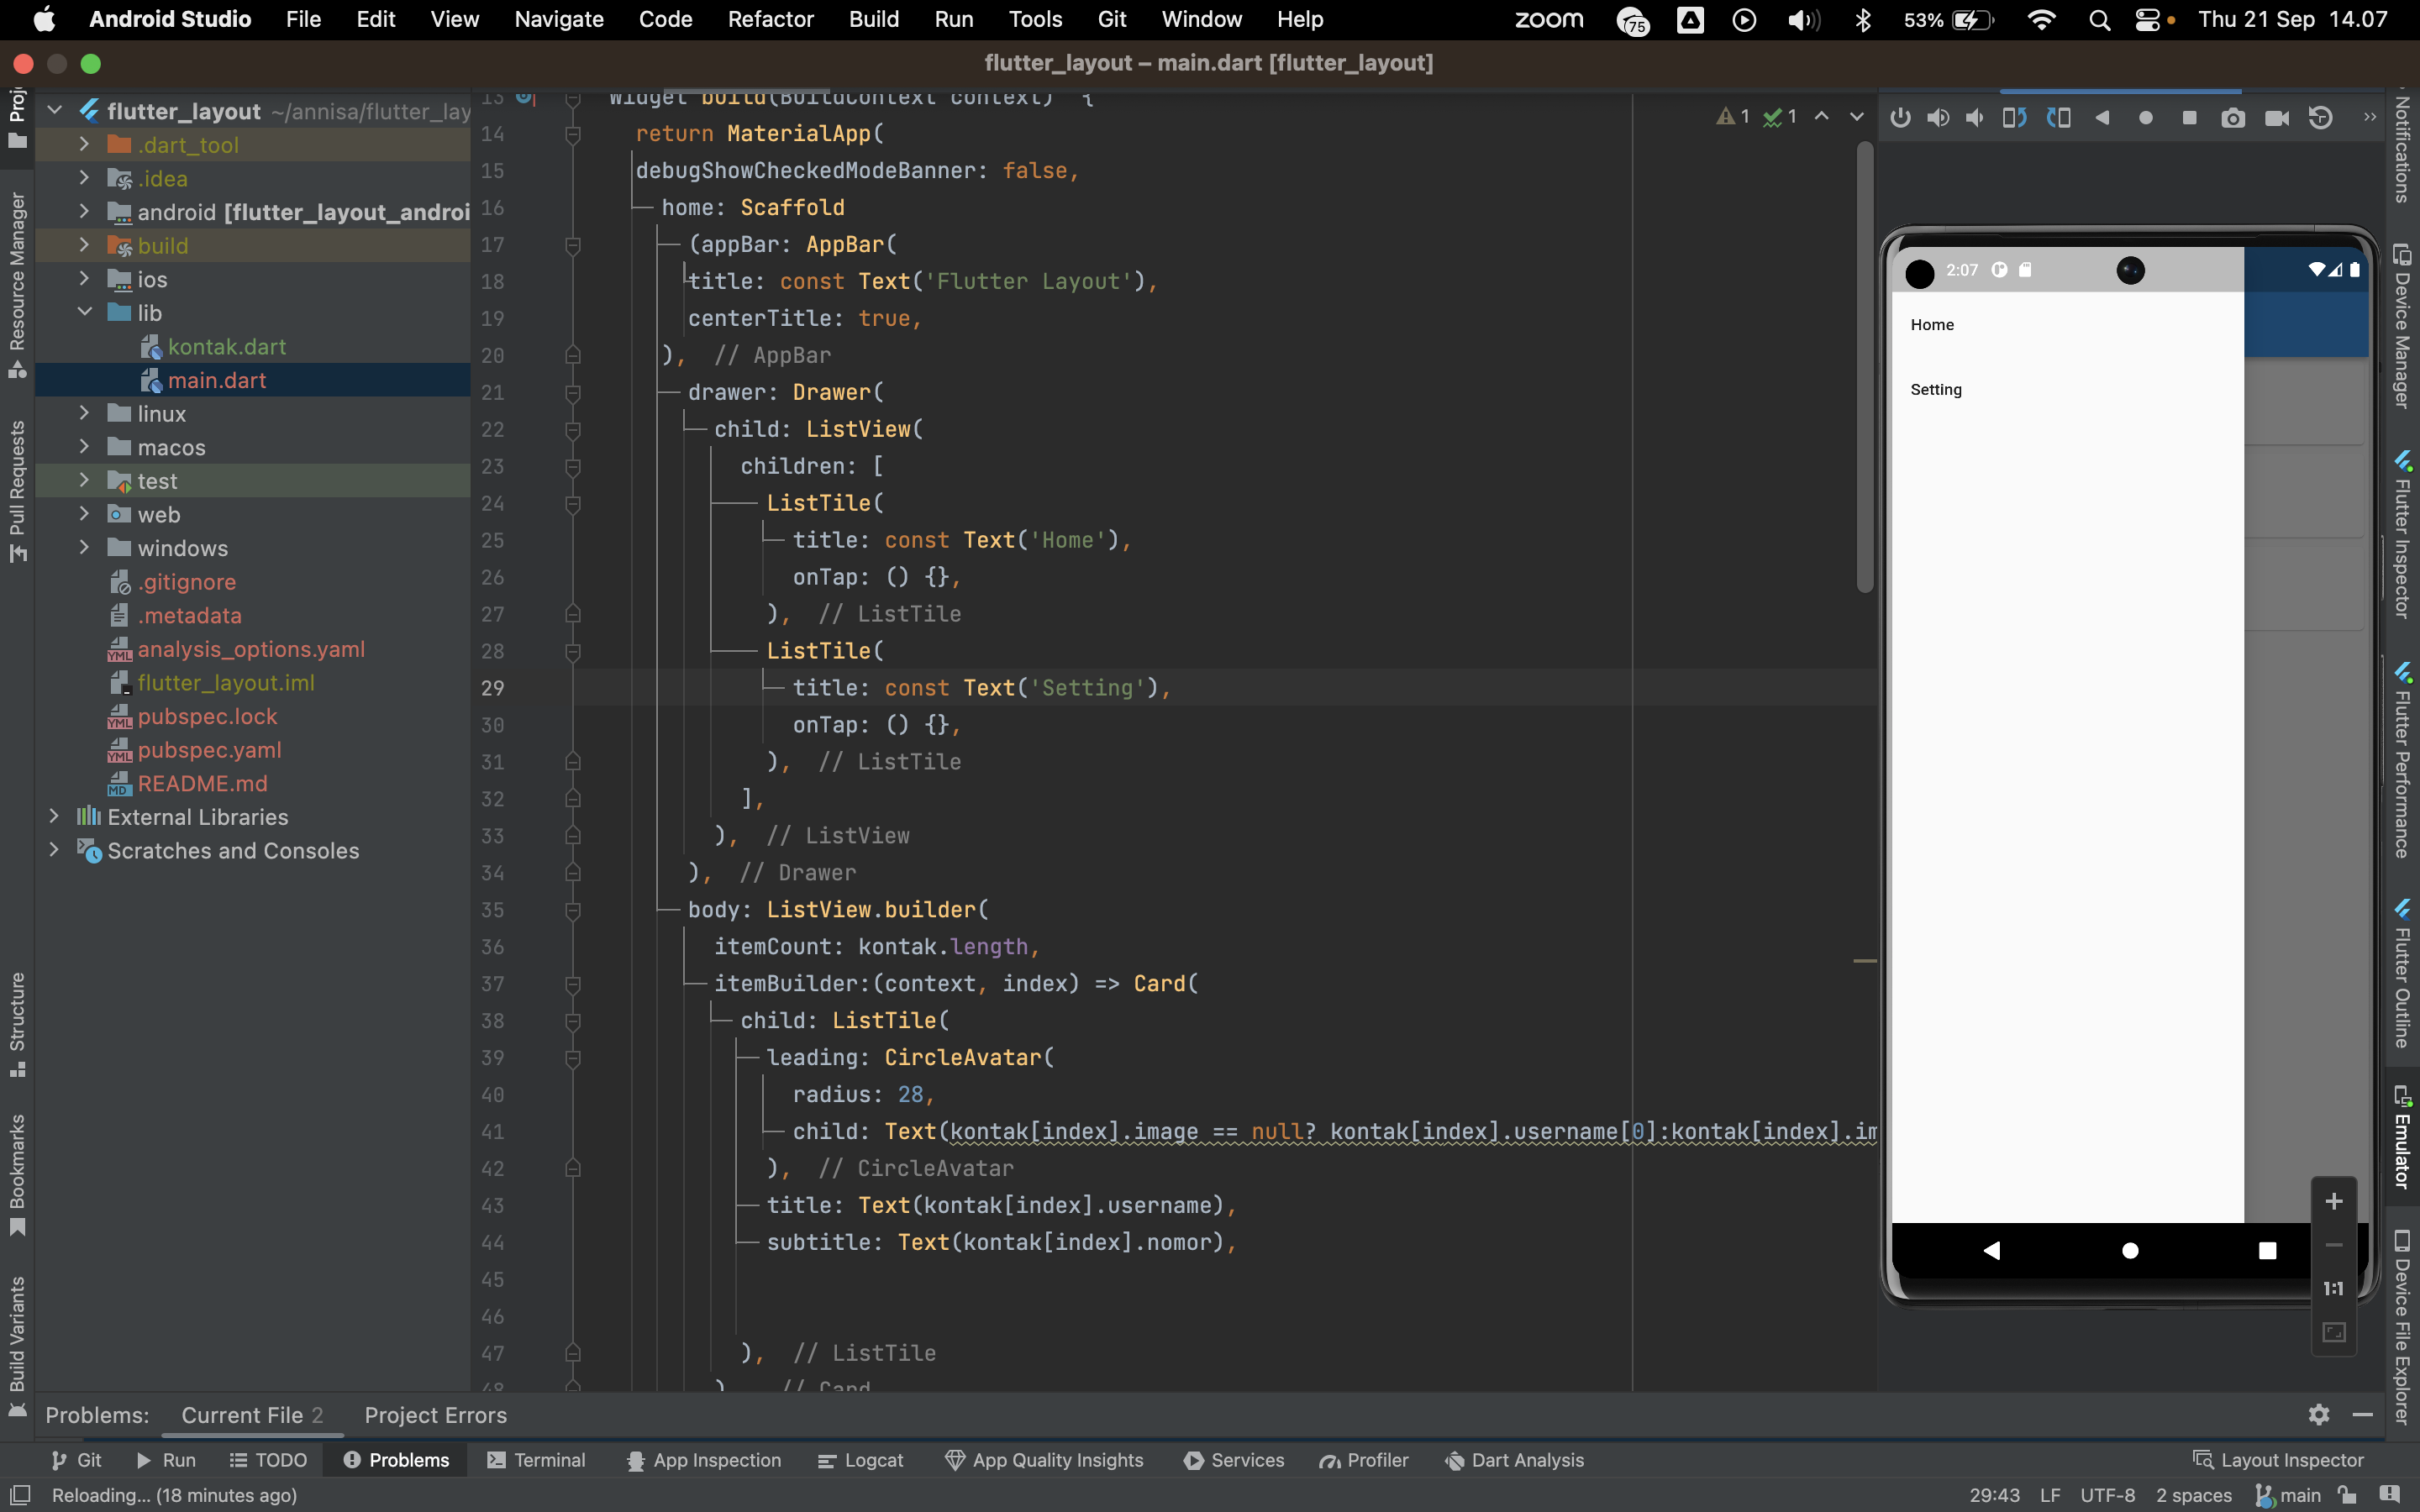 Android Studio File Edit View Navigate Code Refactor Build Run Tools Git Window Help zoom 75 53% Thu 21 Sep 14.07
flutter_layout – main.dart [flutter_layout]
Notifications
Device Manager
Flutter Inspector
Flutter Performance
Flutter Outline
Emulator
Device File Explorer
Resource Manager
Pull Requests
Structure
Bookmarks
Build Variants
flutter_layout ~/annisa/flutter_lay
.dart_tool
.idea
android [flutter_layout_androi
build
ios
lib
kontak.dart
main.dart
linux
macos
test
web
windows
.gitignore
.metadata
analysis_options.yaml
flutter_layout.iml
pubspec.lock
pubspec.yaml
README.md
External Libraries
Scratches and Consoles
13 Widget build(BuildContext context) {
14 return MaterialApp(
15 debugShowCheckedModeBanner: false,
16 home: Scaffold
17 (appBar: AppBar(
18 title: const Text('Flutter Layout'),
19 centerTitle: true,
20 ), // AppBar
21 drawer: Drawer(
22 child: ListView(
23 children: [
24 ListTile(
25 title: const Text('Home'),
26 onTap: () {},
27 ), // ListTile
28 ListTile(
29 title: const Text('Setting'),
30 onTap: () {},
31 ), // ListTile
32 ],
33 ), // ListView
34 ), // Drawer
35 body: ListView.builder(
36 itemCount: kontak.length,
37 itemBuilder:(context, index) => Card(
38 child: ListTile(
39 leading: CircleAvatar(
40 radius: 28,
41 child: Text(kontak[index].image == null? kontak[index].username[0]:kontak[index].im
42 ), // CircleAvatar
43 title: Text(kontak[index].username),
44 subtitle: Text(kontak[index].nomor),
45
46
47 ), // ListTile
48 ) // Card
1 1
2:07
Home
Setting
1:1
Problems: Current File 2 Project Errors
Git Run TODO Problems Terminal App Inspection Logcat App Quality Insights Services Profiler Dart Analysis Layout Inspector
Reloading... (18 minutes ago) 29:43 LF UTF-8 2 spaces main